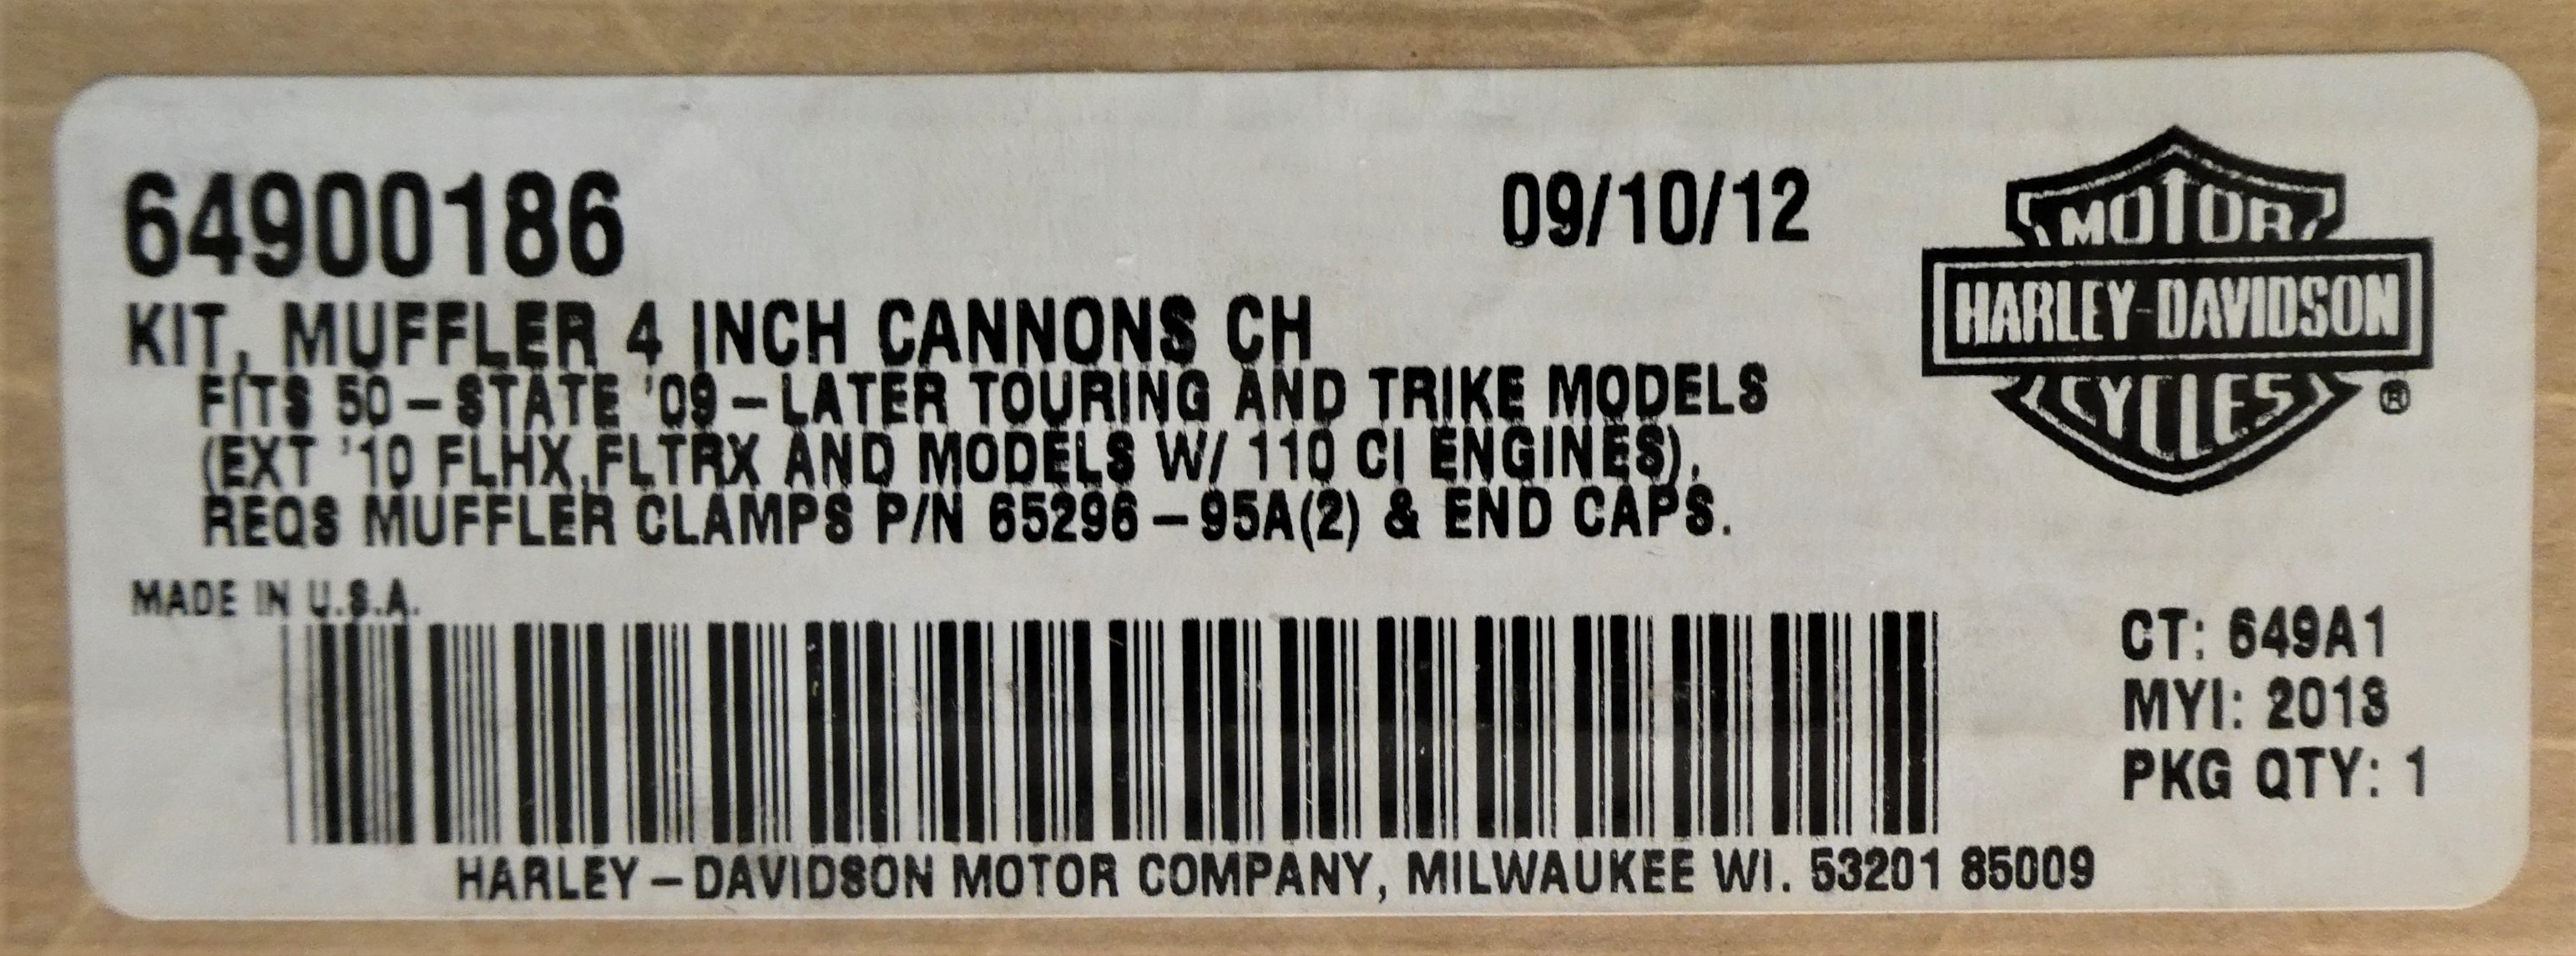 64900186
09/10/12
KIT, MUFFLER 4 INCH CANNONS CH
FITS 50-STATE '09-LATER TOURING AND TRIKE MODELS
(EXT '10 FLHX,FLTRX AND MODELS W/ 110 CI ENGINES).
REQS MUFFLER CLAMPS P/N 65296-95A(2) & END CAPS.
MOTOR
HARLEY-DAVIDSON
CYCLES
®
MADE IN U.S.A.
CT: 649A1
MYI: 2013
PKG QTY: 1
HARLEY-DAVIDSON MOTOR COMPANY, MILWAUKEE WI. 53201 85009